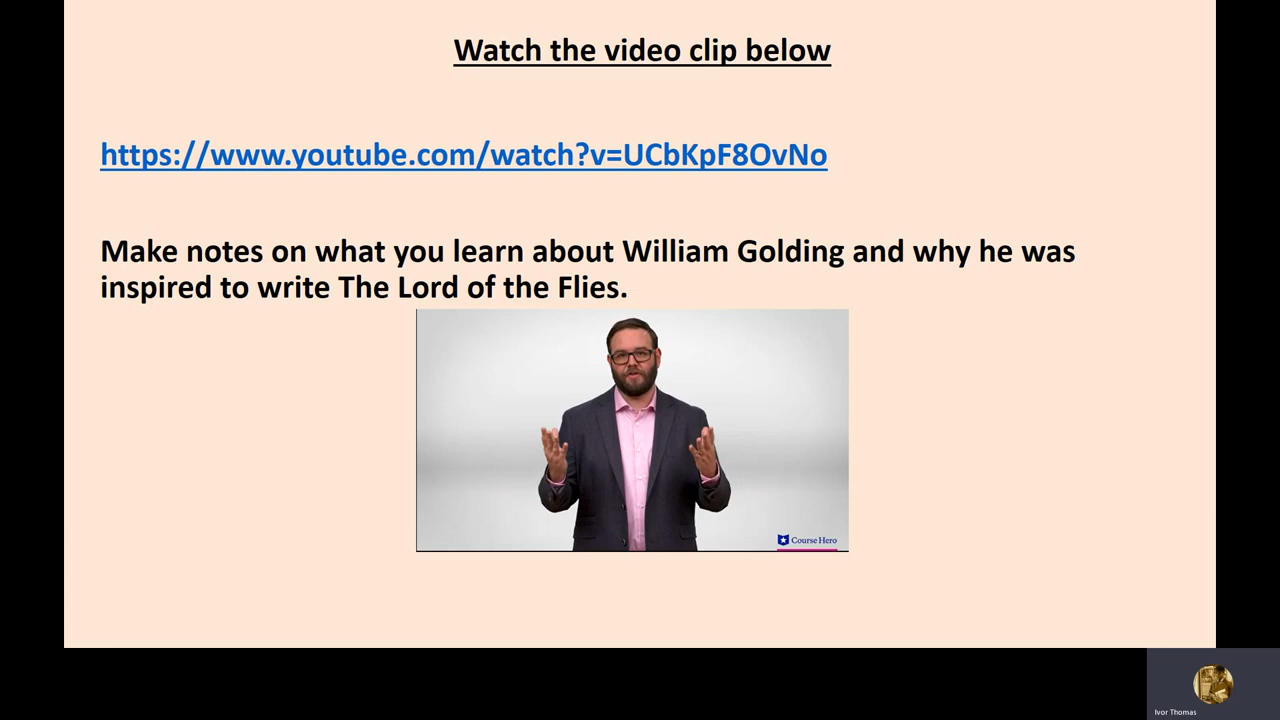 Watch the video clip below
https://www.youtube.com/watch?v=UCbKpF8OvNo
Make notes on what you learn about William Golding and why he was
inspired to write The Lord of the Flies.
Course Hero
Ivor Thomas